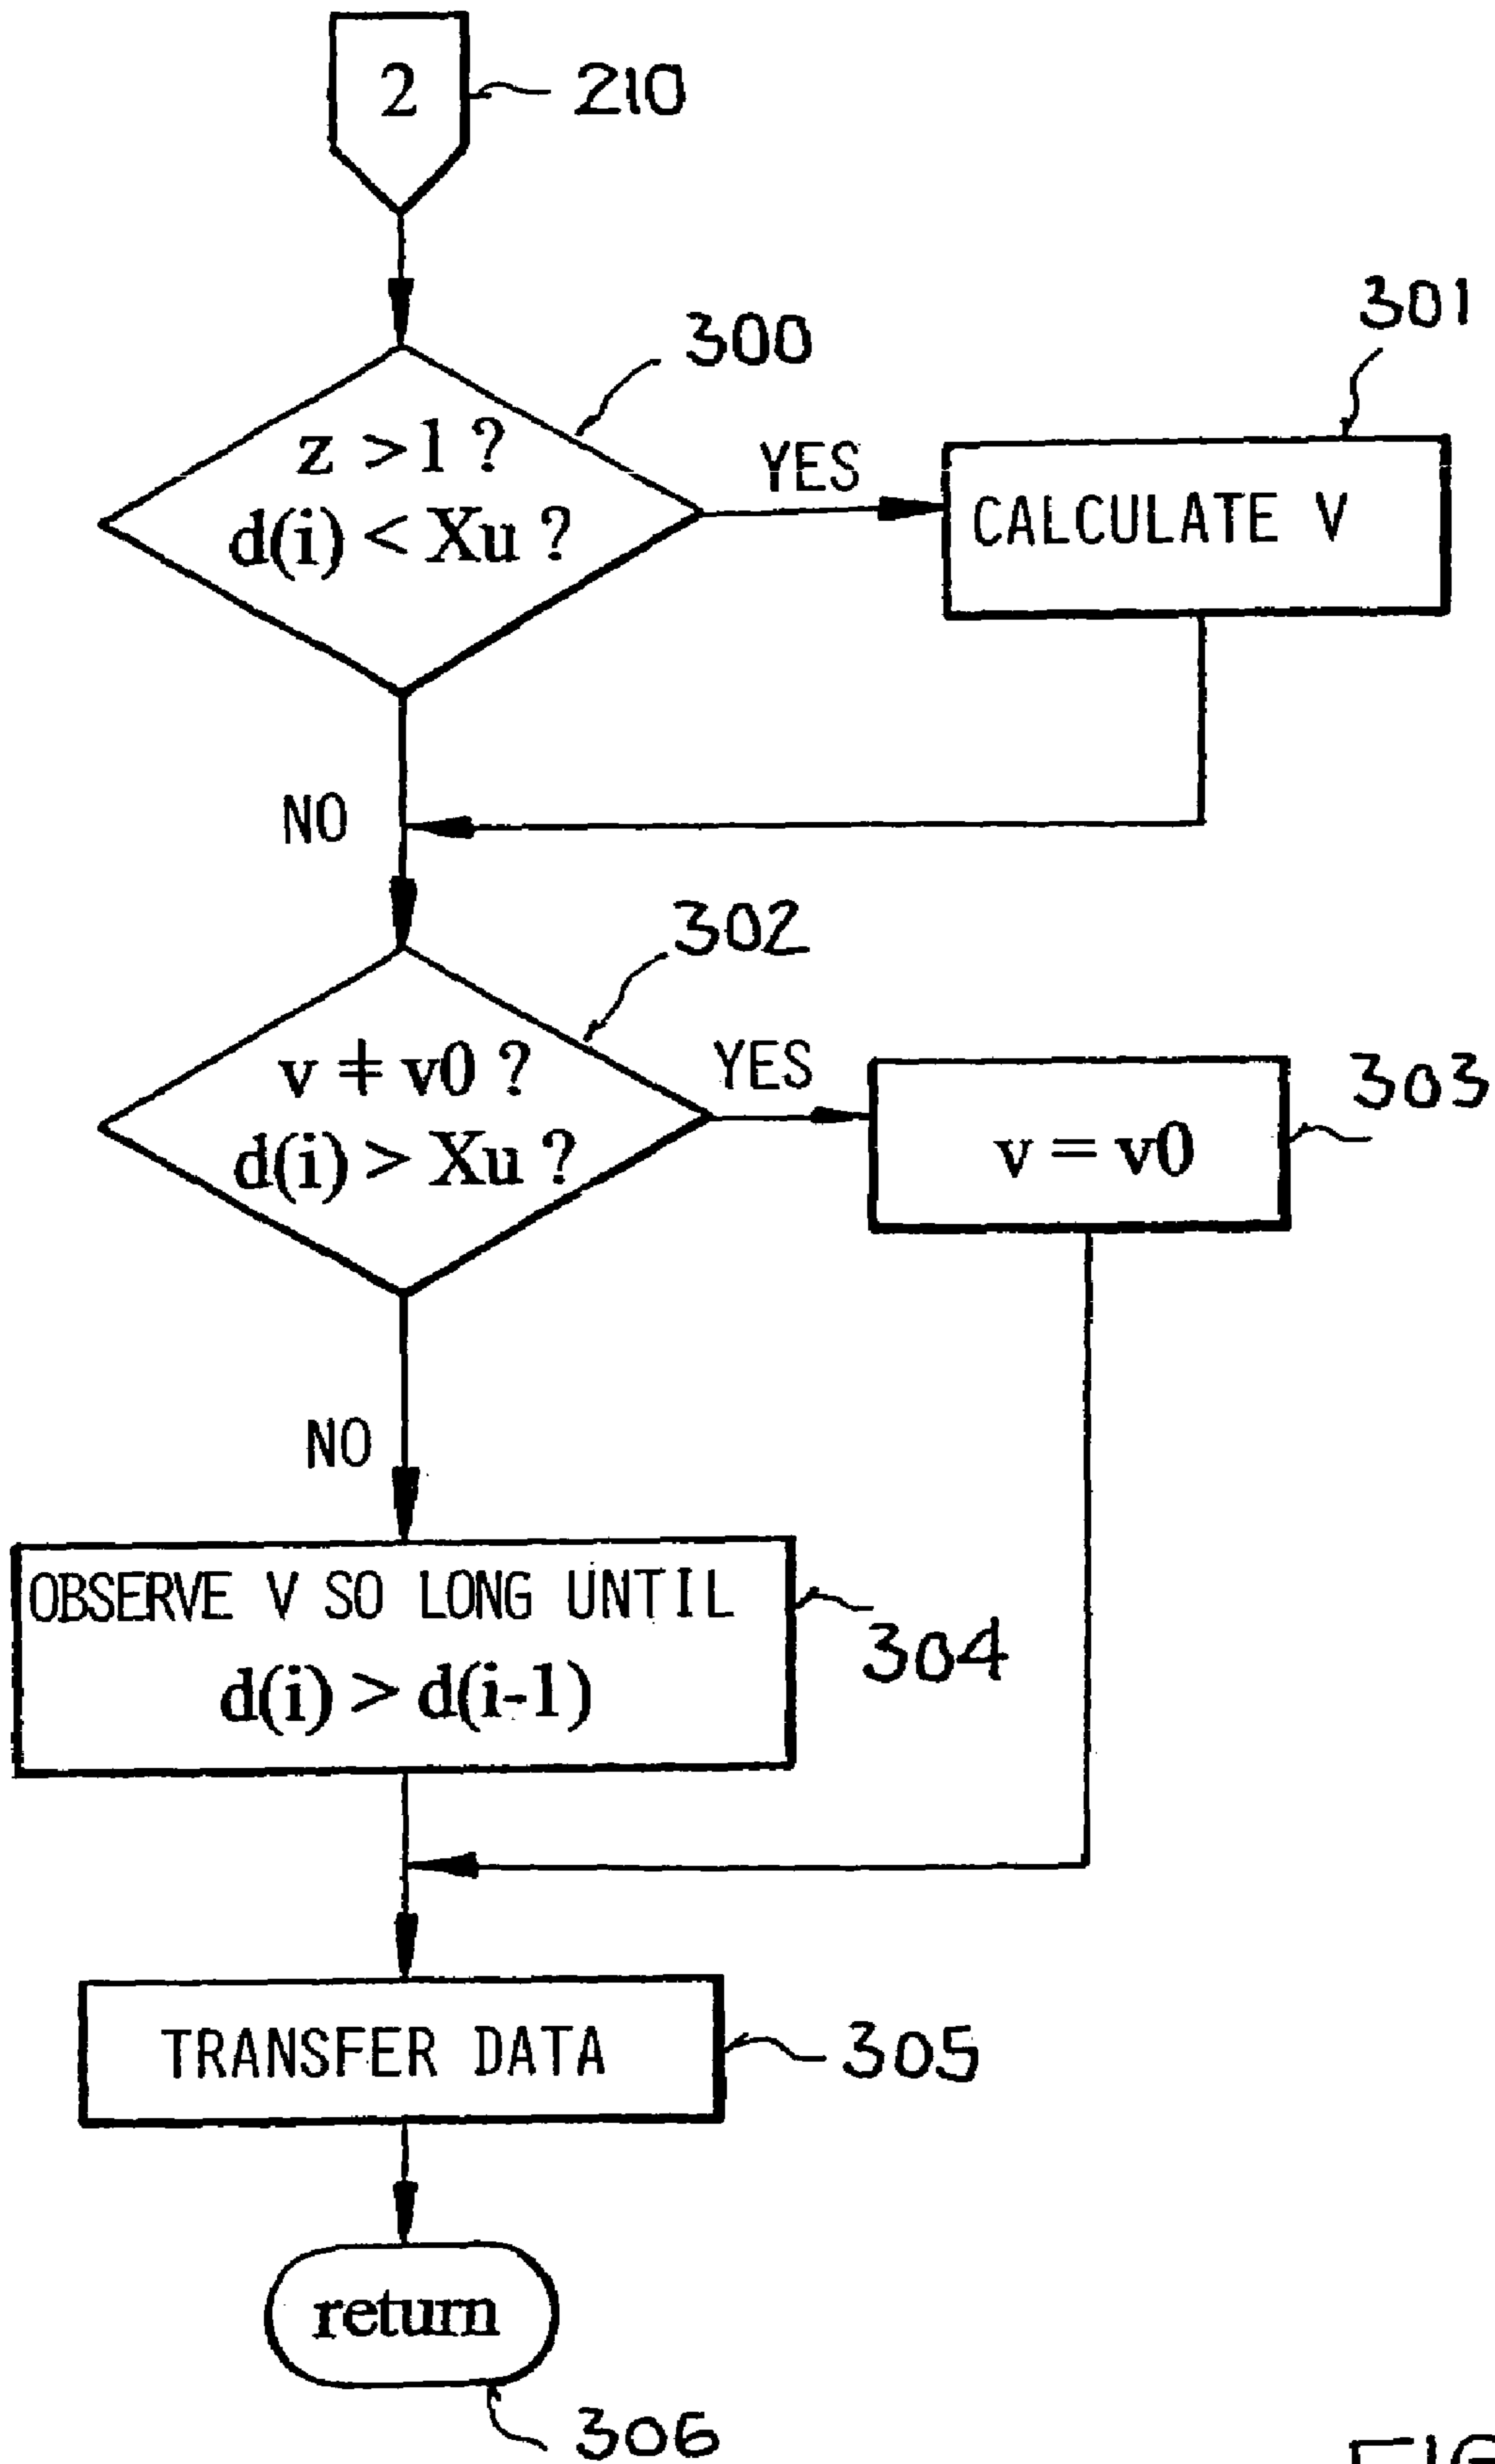 2
210
300
z > 1 ?
d(i) < Xu ?
YES
301
CALCULATE V
NO
302
v ≠ v0 ?
d(i) > Xu ?
YES
303
v = v0
NO
OBSERVE V SO LONG UNTIL
d(i) > d(i-1)
304
TRANSFER DATA
305
return
306
FIG